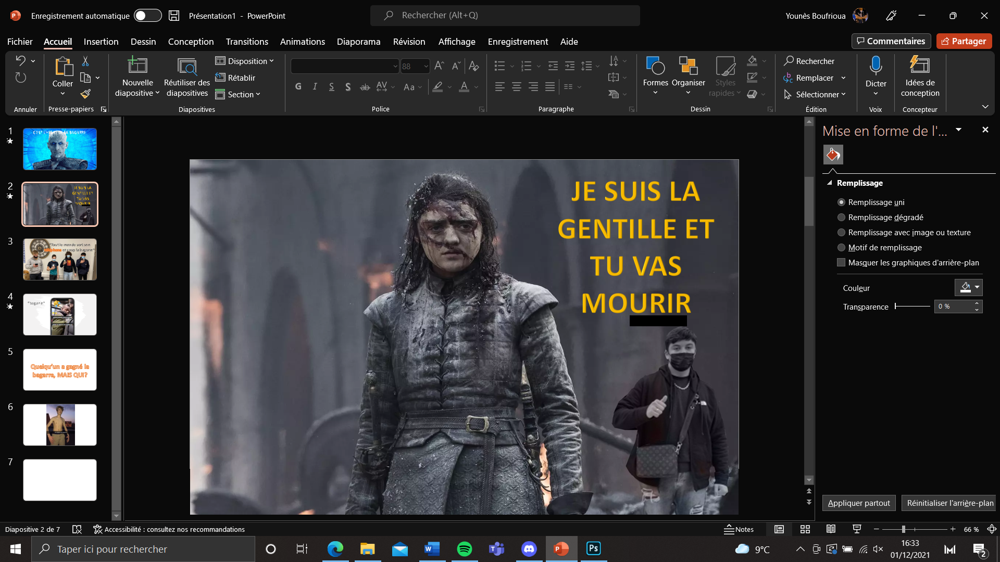 Enregistrement automatique
Présentation1 - PowerPoint
Rechercher (Alt+Q)
Younès Boufrioua
Fichier Accueil Insertion Dessin Conception Transitions Animations Diaporama Révision Affichage Enregistrement Aide
Commentaires
Partager
Coller
Nouvelle
diapositive
Réutiliser des
diapositives
Disposition
Rétablir
Section
88
G I S S ab AV Aa A
Formes
Organiser
Styles
rapides
Rechercher
Remplacer
Sélectionner
Dicter
Idées de
conception
Annuler Presse-papiers Diapositives Police Paragraphe Dessin Édition Voix Concepteur
1
2
JE SUIS LA
GENTILLE ET
TU VAS
MOURIR
3
"Tout le monde sort son
téléphone et snap la bagarre"
4
"bagarre"
5
Quelqu'un a gagné la
bagarre, MAIS QUI?
6
7
JE SUIS LA
GENTILLE ET
TU VAS
MOURIR
Mise en forme de l'...
Remplissage
Remplissage uni
Remplissage dégradé
Remplissage avec image ou texture
Motif de remplissage
Masquer les graphiques d'arrière-plan
Couleur
Transparence
0 %
Appliquer partout
Réinitialiser l'arrière-plan
Diapositive 2 de 7
Accessibilité : consultez nos recommandations
Notes
66 %
Taper ici pour rechercher
9°C
16:33
01/12/2021
2